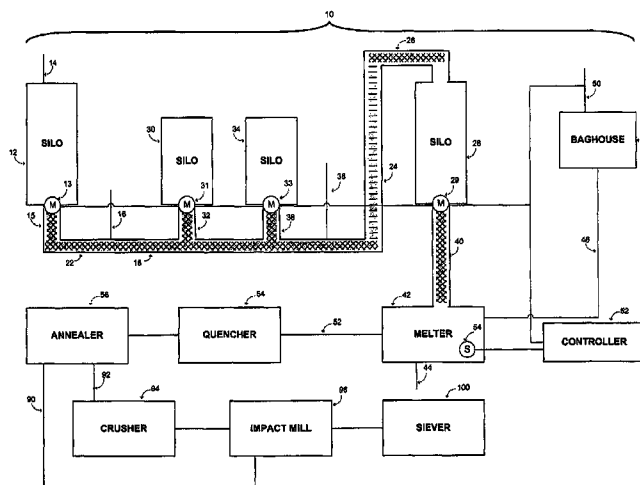 10
14
26
50
12
SILO
30
SILO
34
SILO
SILO
28
BAGHOUSE
36
24
13
M
31
M
33
M
29
M
15
16
32
38
22
18
40
48
56
ANNEALER
54
QUENCHER
52
42
MELTER
64
S
62
CONTROLLER
90
92
94
CRUSHER
96
IMPACT MILL
44
100
SIEVER